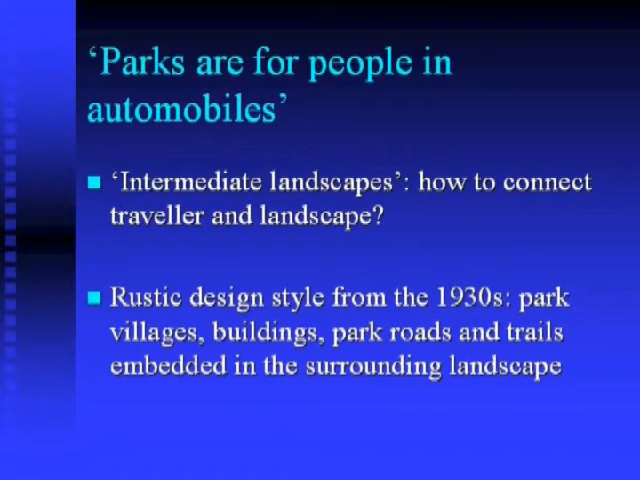 ‘Parks are for people in
automobiles’
‘Intermediate landscapes’: how to connect
traveller and landscape?
Rustic design style from the 1930s: park
villages, buildings, park roads and trails
embedded in the surrounding landscape